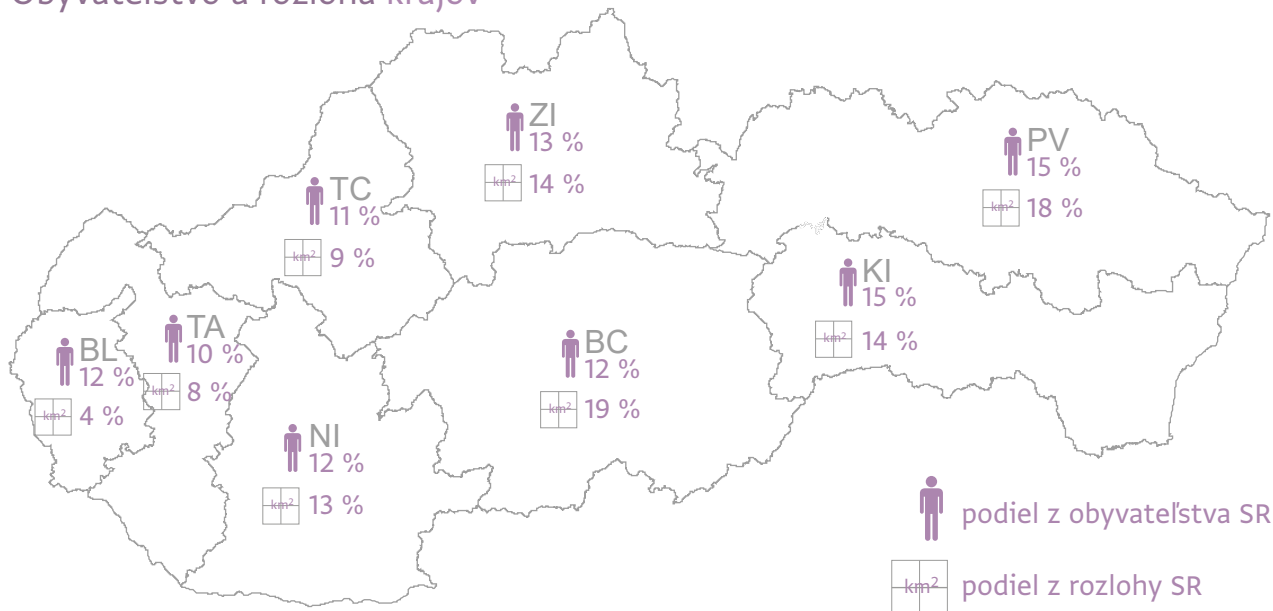 Obyvateľstvo a rozloha krajov
ZI
13 %
km²
14 %
PV
15 %
km²
18 %
TC
11 %
km²
9 %
KI
15 %
km²
14 %
TA
10 %
km²
8 %
BL
12 %
km²
4 %
BC
12 %
km²
19 %
NI
12 %
km²
13 %
podiel z obyvateľstva SR
km²
podiel z rozlohy SR